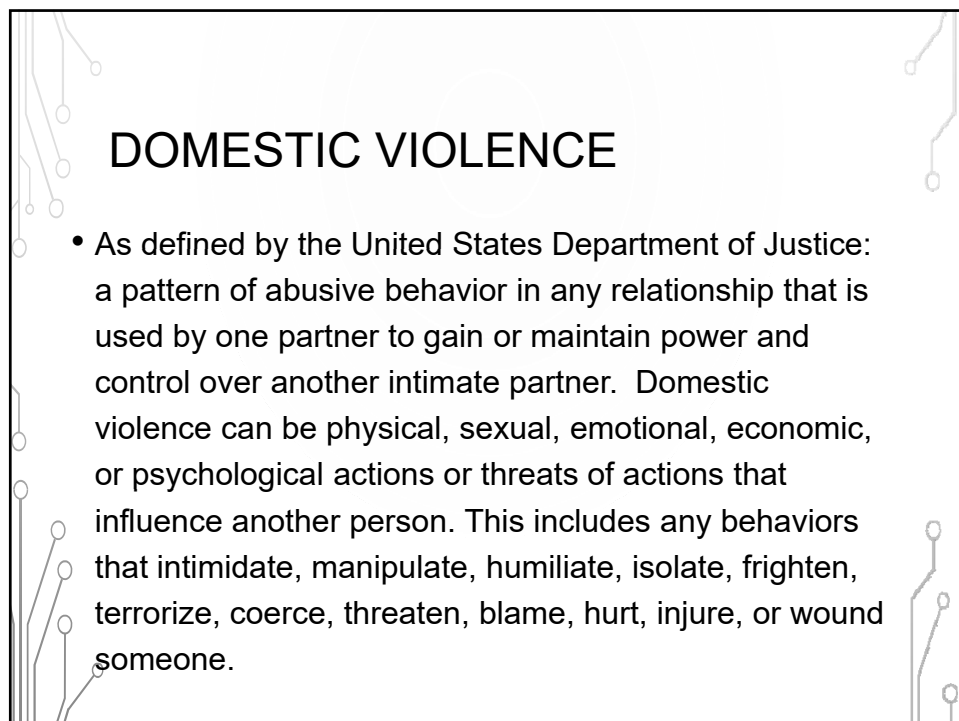 DOMESTIC VIOLENCE
• As defined by the United States Department of Justice:
a pattern of abusive behavior in any relationship that is
used by one partner to gain or maintain power and
control over another intimate partner.  Domestic
violence can be physical, sexual, emotional, economic,
or psychological actions or threats of actions that
influence another person. This includes any behaviors
that intimidate, manipulate, humiliate, isolate, frighten,
terrorize, coerce, threaten, blame, hurt, injure, or wound
someone.